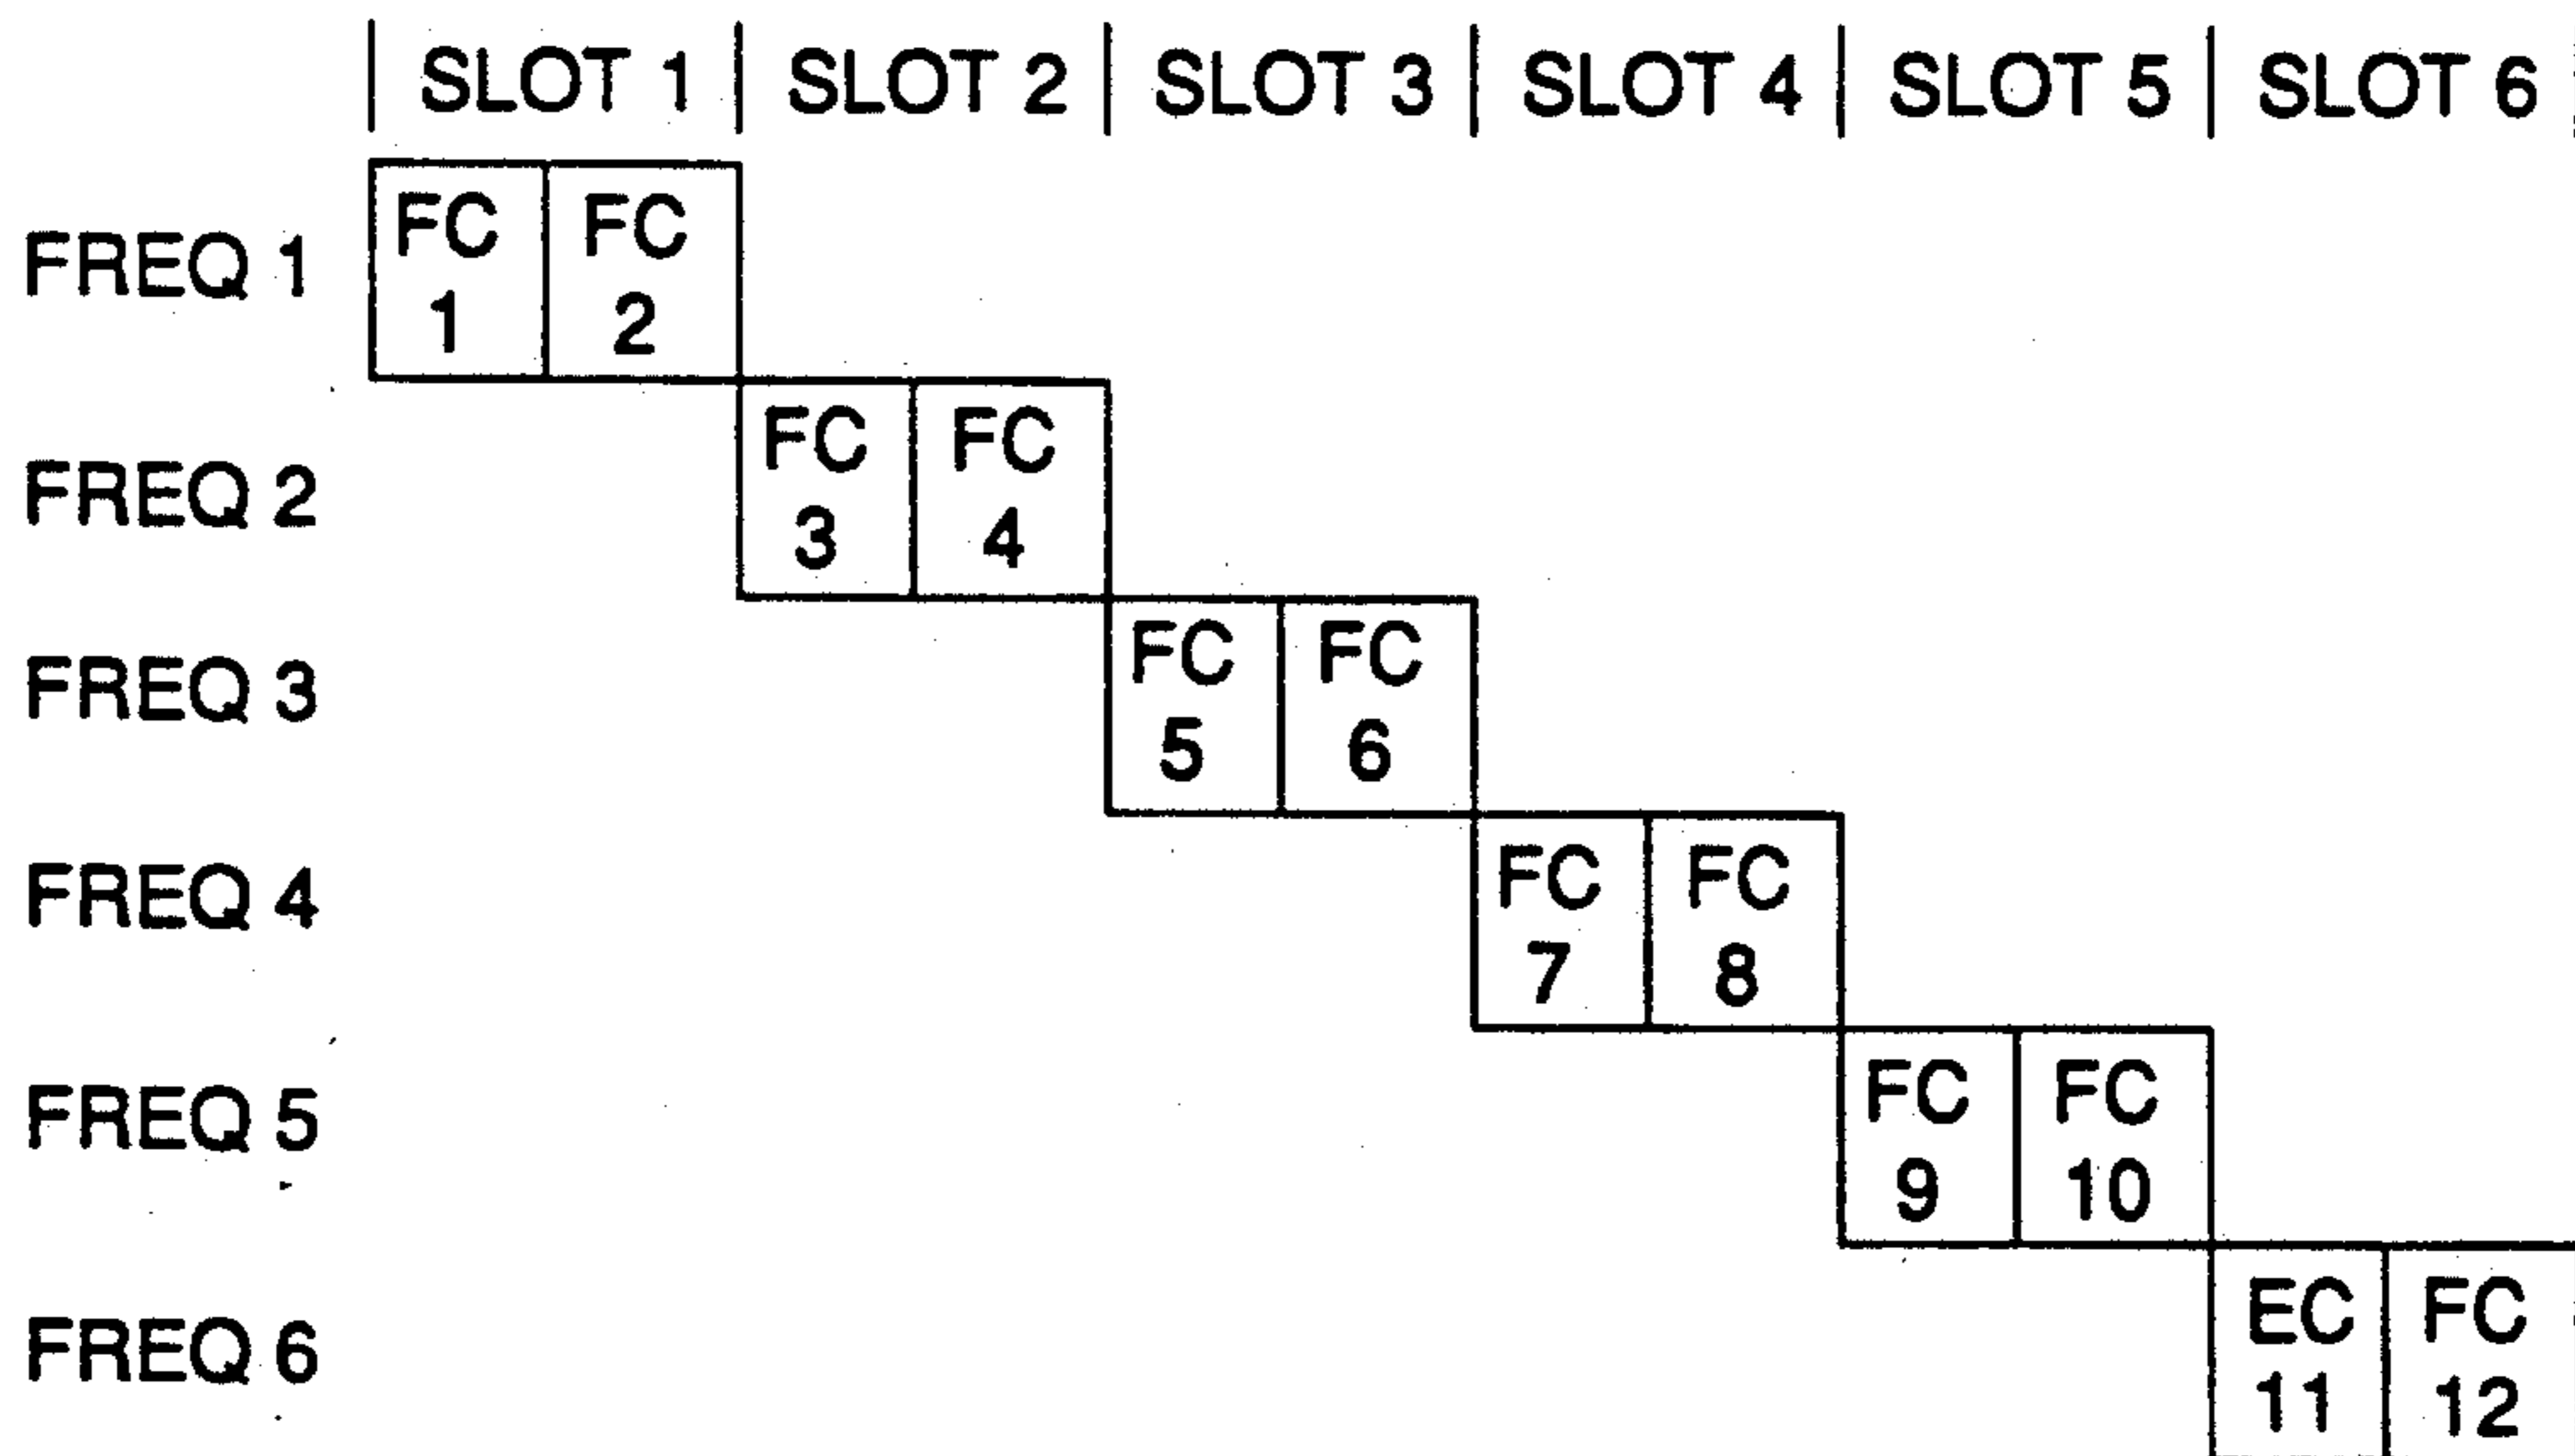 SLOT 1 SLOT 2 SLOT 3 SLOT 4 SLOT 5 SLOT 6
FREQ 1
FC FC
1 2
FREQ 2
FC FC
3 4
FREQ 3
FC FC
5 6
FREQ 4
FC FC
7 8
FREQ 5
FC FC
9 10
FREQ 6
EC FC
11 12